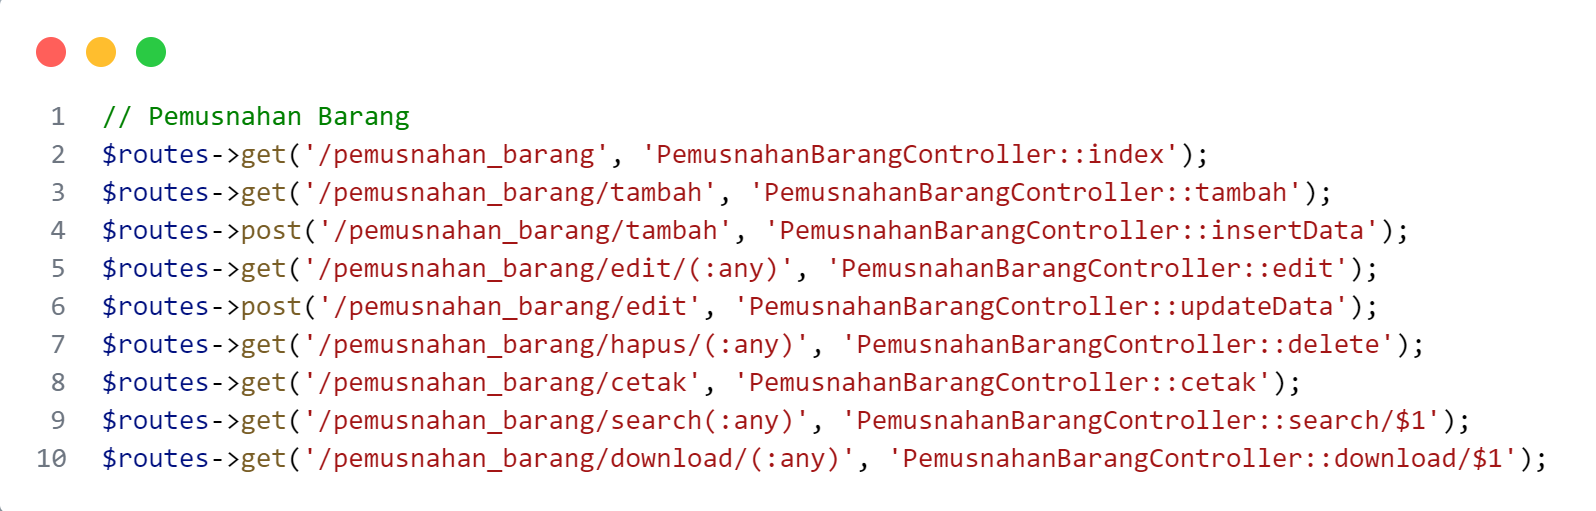 1 // Pemusnahan Barang
2 $routes->get('/pemusnahan_barang', 'PemusnahanBarangController::index');
3 $routes->get('/pemusnahan_barang/tambah', 'PemusnahanBarangController::tambah');
4 $routes->post('/pemusnahan_barang/tambah', 'PemusnahanBarangController::insertData');
5 $routes->get('/pemusnahan_barang/edit/(:any)', 'PemusnahanBarangController::edit');
6 $routes->post('/pemusnahan_barang/edit', 'PemusnahanBarangController::updateData');
7 $routes->get('/pemusnahan_barang/hapus/(:any)', 'PemusnahanBarangController::delete');
8 $routes->get('/pemusnahan_barang/cetak', 'PemusnahanBarangController::cetak');
9 $routes->get('/pemusnahan_barang/search(:any)', 'PemusnahanBarangController::search/$1');
10 $routes->get('/pemusnahan_barang/download/(:any)', 'PemusnahanBarangController::download/$1');